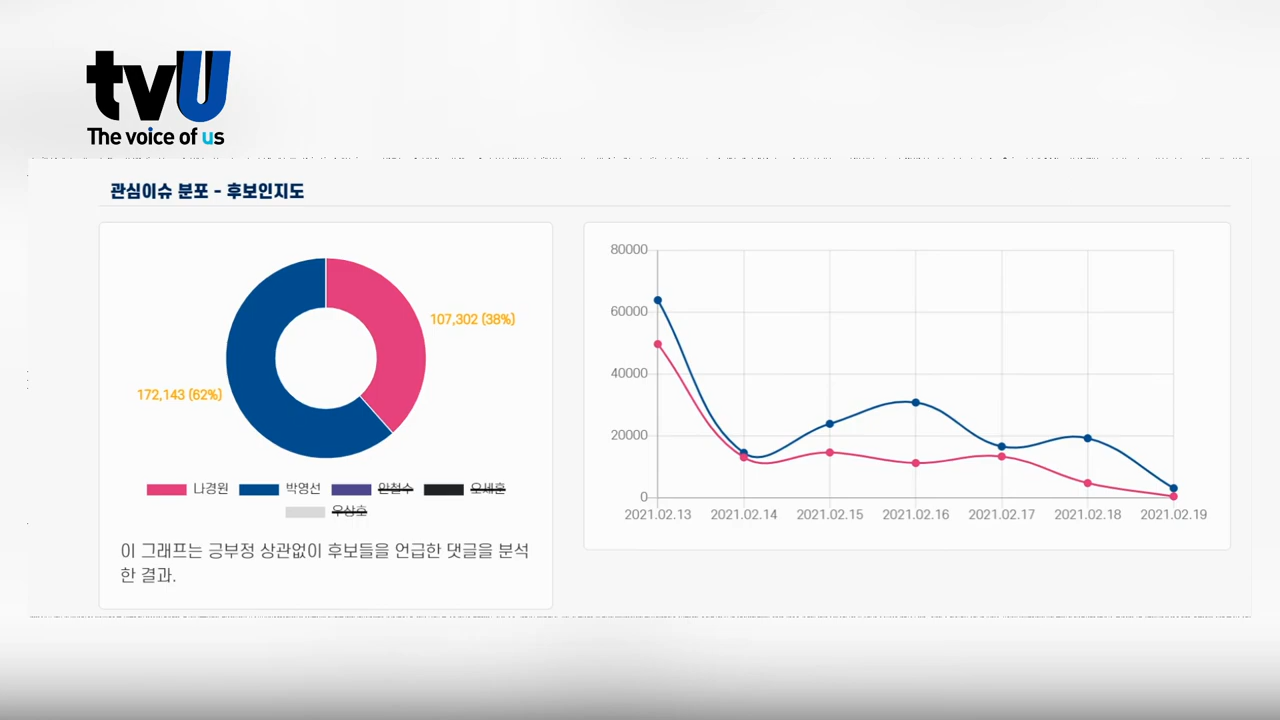 tvU
The voice of us
관심이슈 분포 - 후보인지도
107,302 (38%)
172,143 (62%)
나경원 박영선 안철수 오세훈
우상호
이 그래프는 긍부정 상관없이 후보들을 언급한 댓글을 분석
한 결과.
80000
60000
40000
20000
0
2021.02.13 2021.02.14 2021.02.15 2021.02.16 2021.02.17 2021.02.18 2021.02.19